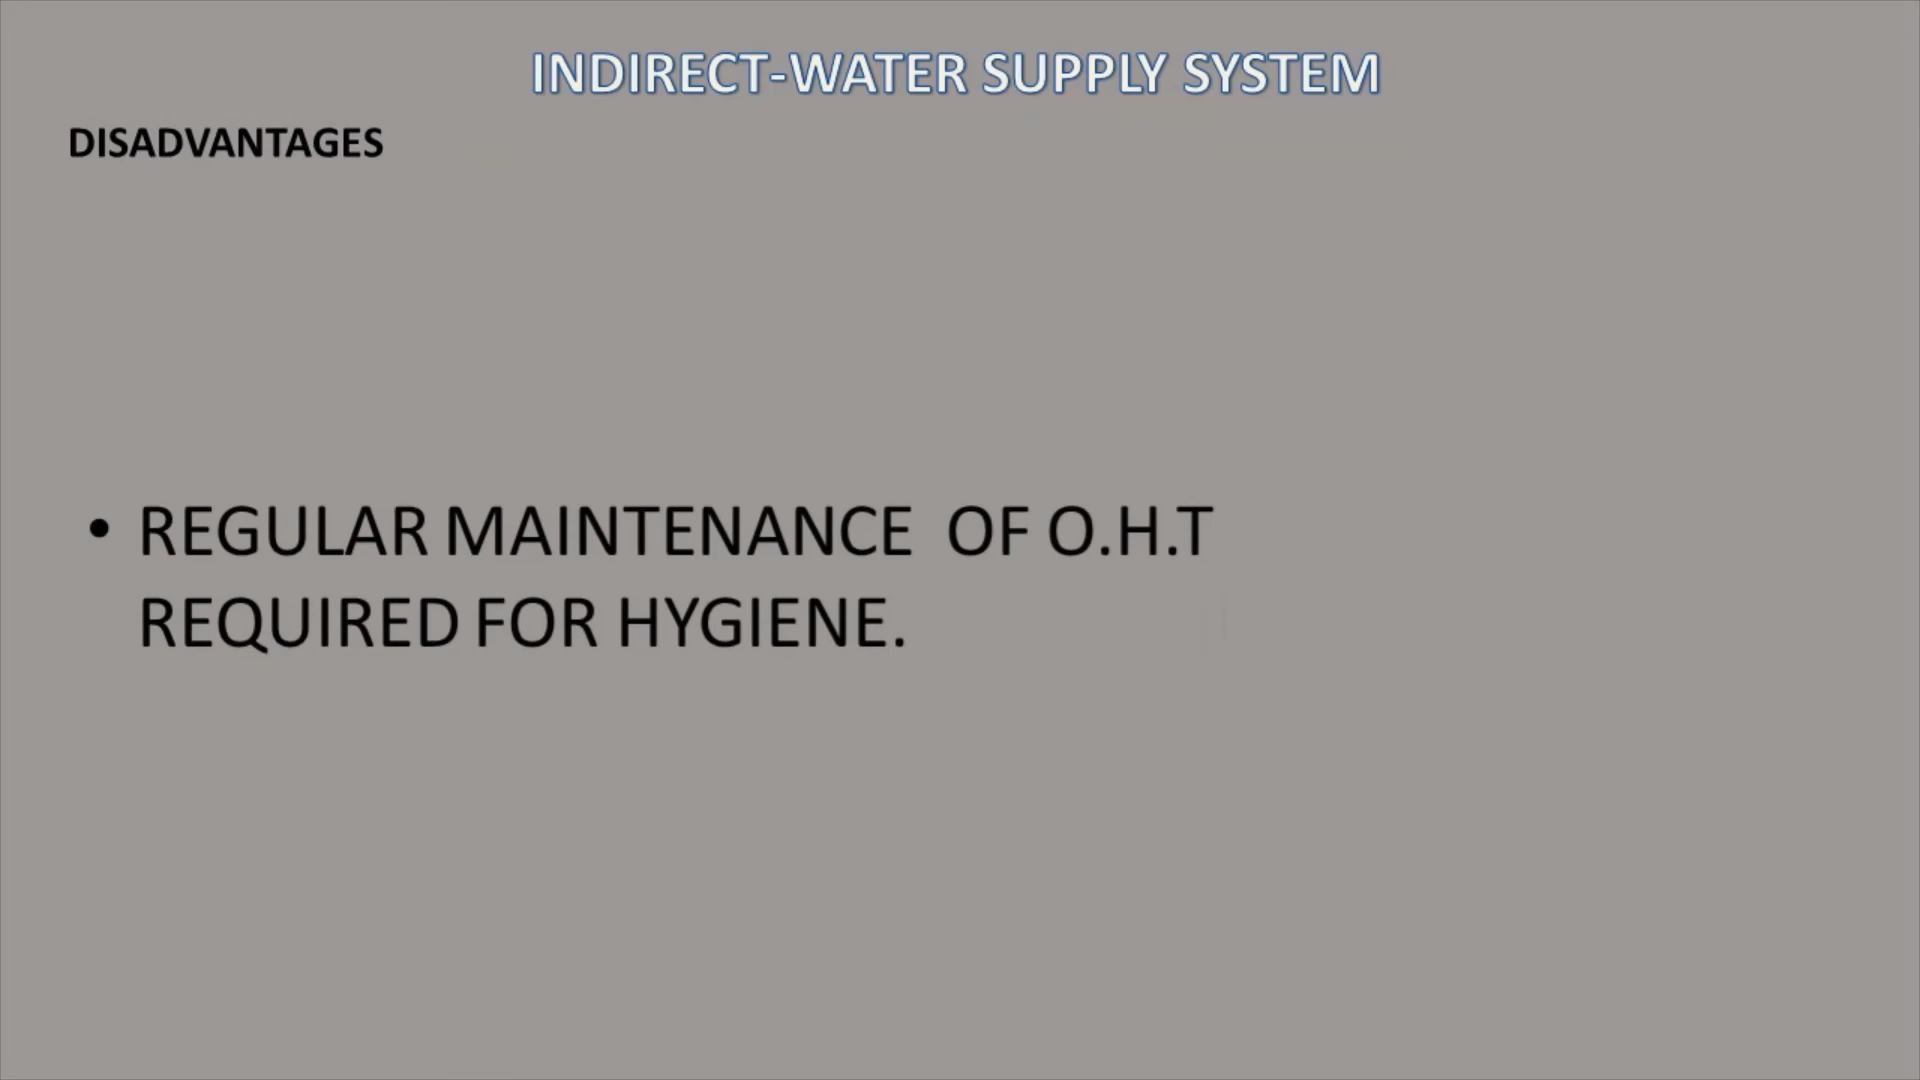 INDIRECT-WATER SUPPLY SYSTEM
DISADVANTAGES
• REGULAR MAINTENANCE OF O.H.T
REQUIRED FOR HYGIENE.